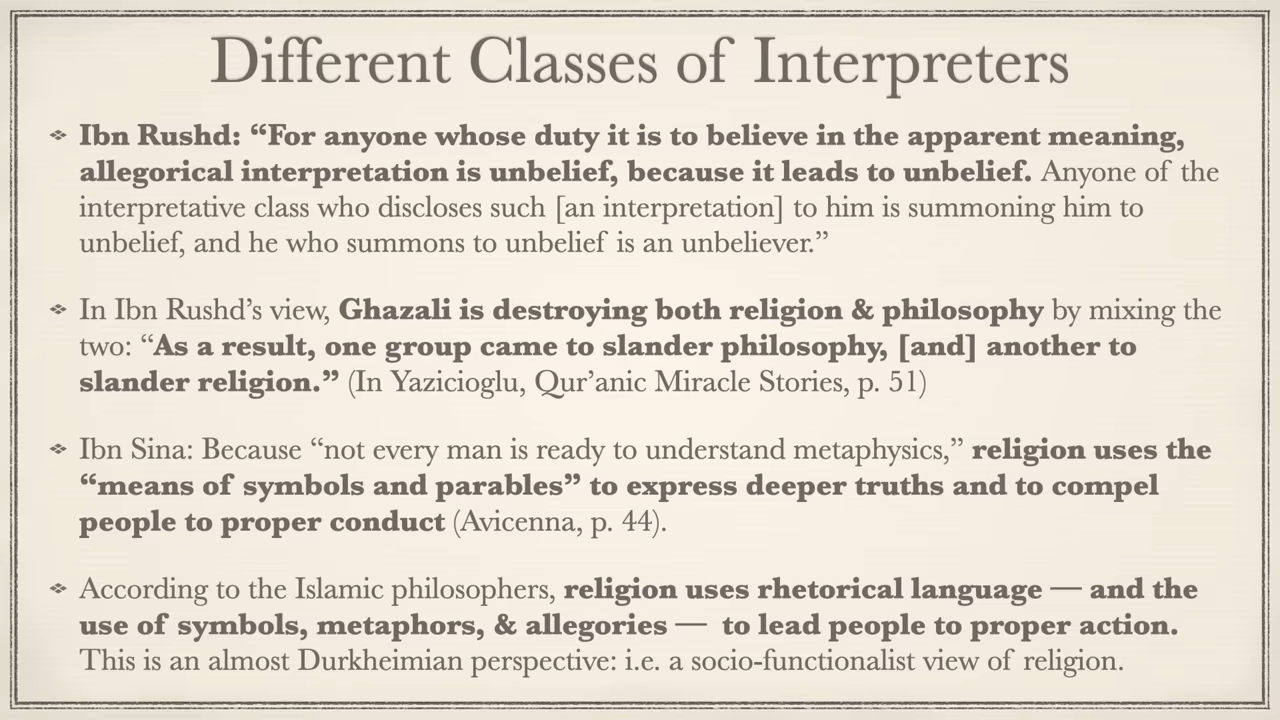 Different Classes of Interpreters
Ibn Rushd: “For anyone whose duty it is to believe in the apparent meaning,
allegorical interpretation is unbelief, because it leads to unbelief. Anyone of the
interpretative class who discloses such [an interpretation] to him is summoning him to
unbelief, and he who summons to unbelief is an unbeliever.”
In Ibn Rushd’s view, Ghazali is destroying both religion & philosophy by mixing the
two: “As a result, one group came to slander philosophy, [and] another to
slander religion.” (In Yazicioglu, Qur’anic Miracle Stories, p. 51)
Ibn Sina: Because “not every man is ready to understand metaphysics,” religion uses the
“means of symbols and parables” to express deeper truths and to compel
people to proper conduct (Avicenna, p. 44).
According to the Islamic philosophers, religion uses rhetorical language — and the
use of symbols, metaphors, & allegories — to lead people to proper action.
This is an almost Durkheimian perspective: i.e. a socio-functionalist view of religion.